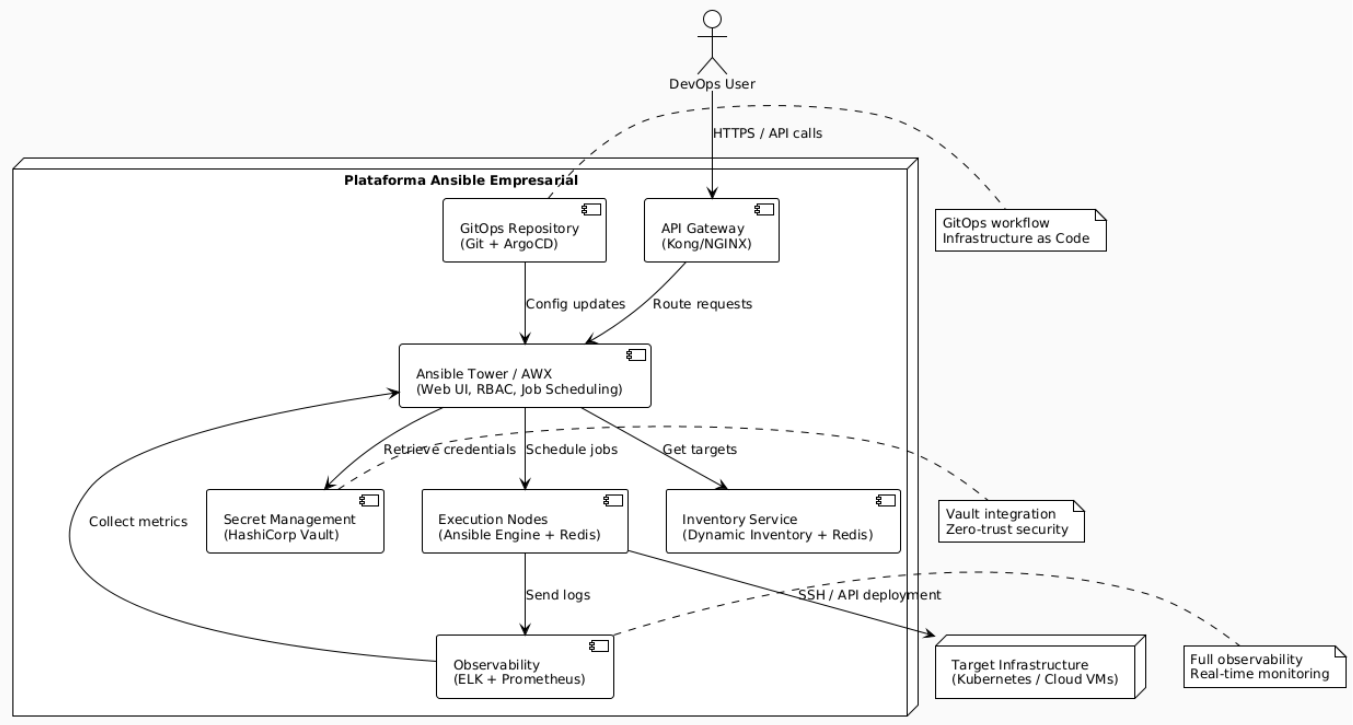 DevOps User
HTTPS / API calls
Plataforma Ansible Empresarial
GitOps Repository
(Git + ArgoCD)
API Gateway
(Kong/NGINX)
GitOps workflow
Infrastructure as Code
Config updates
Route requests
Ansible Tower / AWX
(Web UI, RBAC, Job Scheduling)
Retrieve credentials
Schedule jobs
Get targets
Collect metrics
Secret Management
(HashiCorp Vault)
Execution Nodes
(Ansible Engine + Redis)
Inventory Service
(Dynamic Inventory + Redis)
Vault integration
Zero-trust security
Send logs
SSH / API deployment
Observability
(ELK + Prometheus)
Target Infrastructure
(Kubernetes / Cloud VMs)
Full observability
Real-time monitoring